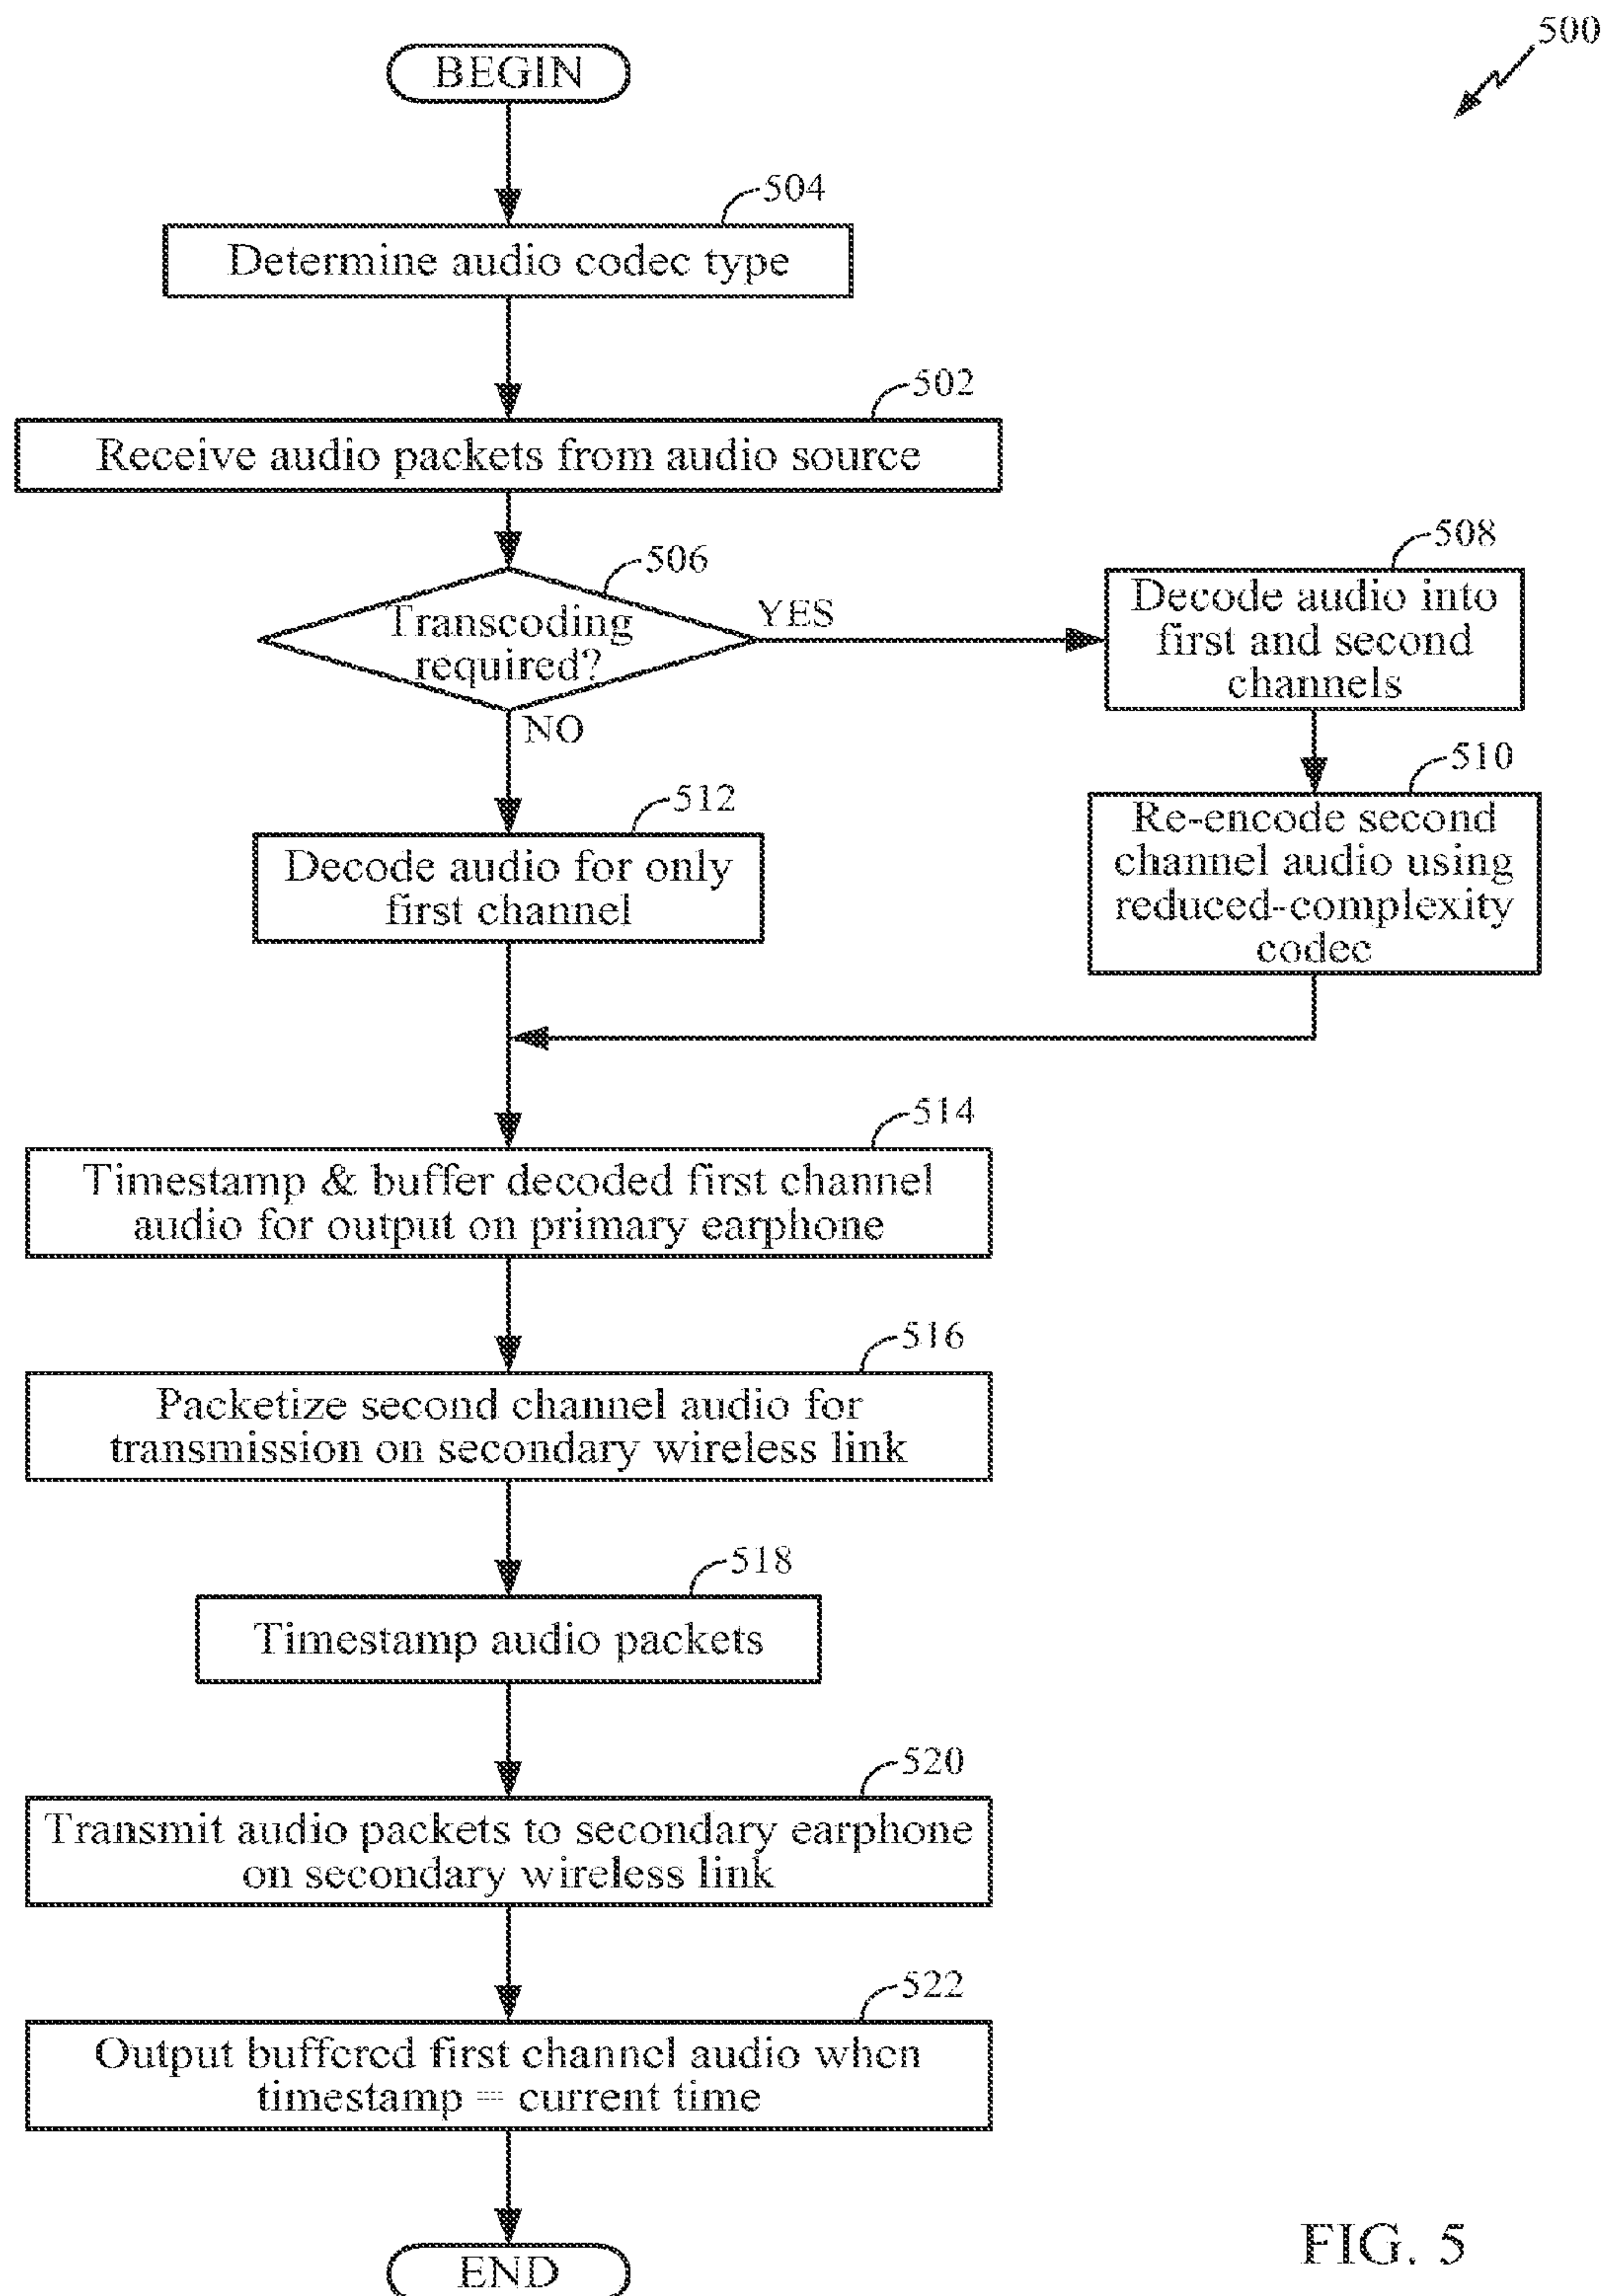 500
BEGIN
504
Determine audio codec type
502
Receive audio packets from audio source
506
Transcoding
required?
YES
NO
508
Decode audio into
first and second
channels
510
Re-encode second
channel audio using
reduced-complexity
codec
512
Decode audio for only
first channel
514
Timestamp & buffer decoded first channel
audio for output on primary earphone
516
Packetize second channel audio for
transmission on secondary wireless link
518
Timestamp audio packets
520
Transmit audio packets to secondary earphone
on secondary wireless link
522
Output buffered first channel audio when
timestamp = current time
END
FIG. 5